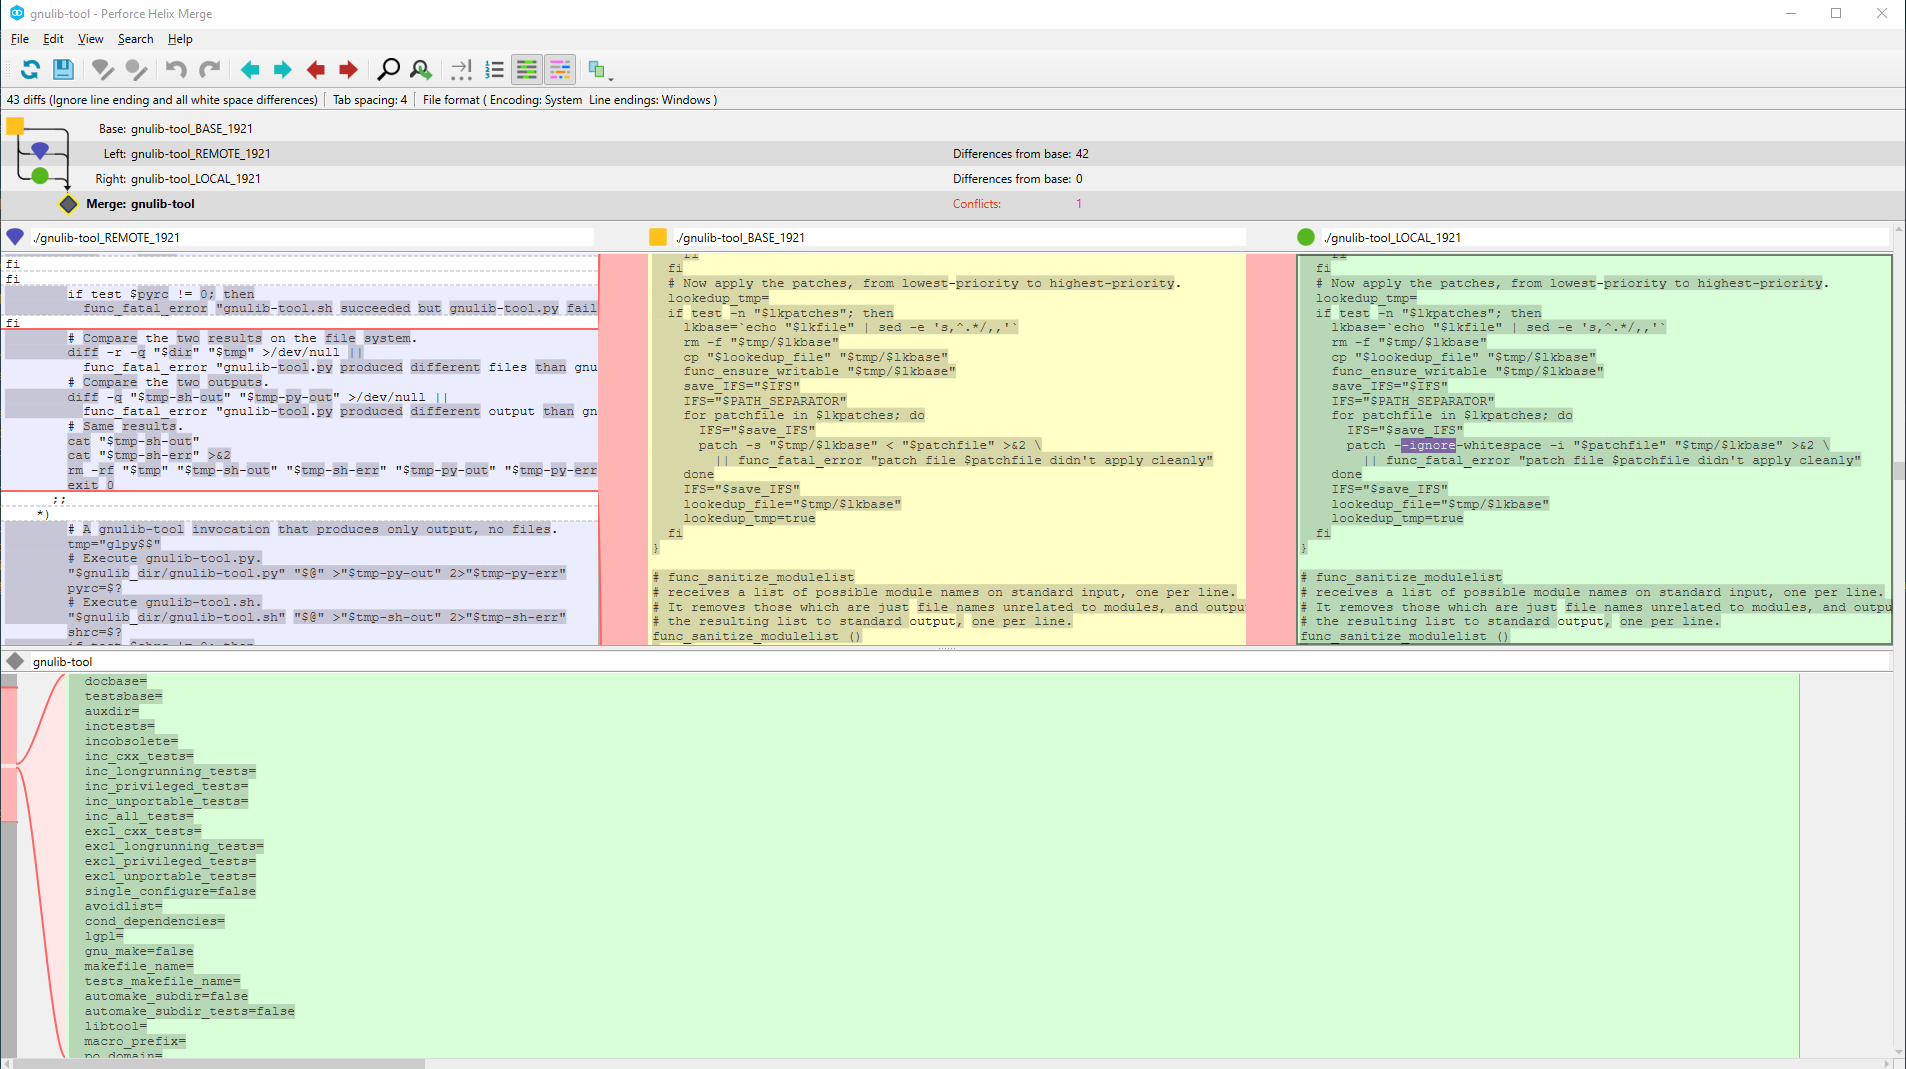 gnulib-tool - Perforce Helix Merge
File Edit View Search Help
43 diffs (Ignore line ending and all white space differences) Tab spacing: 4 File format ( Encoding: System Line endings: Windows )
Base: gnulib-tool_BASE_1921
Left: gnulib-tool_REMOTE_1921 Differences from base: 42
Right: gnulib-tool_LOCAL_1921 Differences from base: 0
Merge: gnulib-tool Conflicts: 1
./gnulib-tool_REMOTE_1921
fi
fi
if test $pyrc != 0; then
func_fatal_error "gnulib-tool.sh succeeded but gnulib-tool.py fail
fi
# Compare the two results on the file system.
diff -r -q "$dir" "$tmp" >/dev/null ||
func_fatal_error "gnulib-tool.py produced different files than gnu
# Compare the two outputs.
diff -q "$tmp-sh-out" "$tmp-py-out" >/dev/null ||
func_fatal_error "gnulib-tool.py produced different output than gn
# Same results.
cat "$tmp-sh-out"
cat "$tmp-sh-err" >&2
rm -rf "$tmp" "$tmp-sh-out" "$tmp-sh-err" "$tmp-py-out" "$tmp-py-err
exit 0
;;
*)
# A gnulib-tool invocation that produces only output, no files.
tmp="glpy$$"
# Execute gnulib-tool.py.
"$gnulib_dir/gnulib-tool.py" "$@" >"$tmp-py-out" 2>"$tmp-py-err"
pyrc=$?
# Execute gnulib-tool.sh.
"$gnulib_dir/gnulib-tool.sh" "$@" >"$tmp-sh-out" 2>"$tmp-sh-err"
shrc=$?
./gnulib-tool_BASE_1921
fi
fi
# Now apply the patches, from lowest-priority to highest-priority.
lookedup_tmp=
if test -n "$lkpatches"; then
lkbase=`echo "$lkfile" | sed -e 's,^.*/,,'`
rm -f "$tmp/$lkbase"
cp "$lookedup_file" "$tmp/$lkbase"
func_ensure_writable "$tmp/$lkbase"
save_IFS="$IFS"
IFS="$PATH_SEPARATOR"
for patchfile in $lkpatches; do
IFS="$save_IFS"
patch -s "$tmp/$lkbase" < "$patchfile" >&2 \
|| func_fatal_error "patch file $patchfile didn't apply cleanly"
done
IFS="$save_IFS"
lookedup_file="$tmp/$lkbase"
lookedup_tmp=true
fi
}
# func_sanitize_modulelist
# receives a list of possible module names on standard input, one per line.
# It removes those which are just file names unrelated to modules, and outpu
# the resulting list to standard output, one per line.
func_sanitize_modulelist ()
./gnulib-tool_LOCAL_1921
fi
fi
# Now apply the patches, from lowest-priority to highest-priority.
lookedup_tmp=
if test -n "$lkpatches"; then
lkbase=`echo "$lkfile" | sed -e 's,^.*/,,'`
rm -f "$tmp/$lkbase"
cp "$lookedup_file" "$tmp/$lkbase"
func_ensure_writable "$tmp/$lkbase"
save_IFS="$IFS"
IFS="$PATH_SEPARATOR"
for patchfile in $lkpatches; do
IFS="$save_IFS"
patch --ignore-whitespace -i "$patchfile" "$tmp/$lkbase" >&2 \
|| func_fatal_error "patch file $patchfile didn't apply cleanly"
done
IFS="$save_IFS"
lookedup_file="$tmp/$lkbase"
lookedup_tmp=true
fi
}
# func_sanitize_modulelist
# receives a list of possible module names on standard input, one per line.
# It removes those which are just file names unrelated to modules, and outpu
# the resulting list to standard output, one per line.
func_sanitize_modulelist ()
gnulib-tool
docbase=
testsbase=
auxdir=
inctests=
incobsolete=
inc_cxx_tests=
inc_longrunning_tests=
inc_privileged_tests=
inc_unportable_tests=
inc_all_tests=
excl_cxx_tests=
excl_longrunning_tests=
excl_privileged_tests=
excl_unportable_tests=
single_configure=false
avoidlist=
cond_dependencies=
lgpl=
gnu_make=false
makefile_name=
tests_makefile_name=
automake_subdir=false
automake_subdir_tests=false
libtool=
macro_prefix=
po_domain=